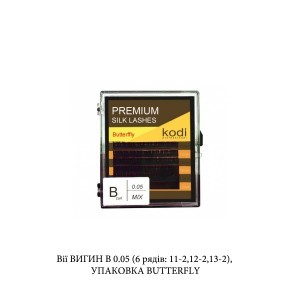 PREMIUM
SILK LASHES
Butterfly
kodi
B
0.05
MIX
Вії ВИГИН B 0.05 (6 рядів: 11-2,12-2,13-2),
УПАКОВКА BUTTERFLY